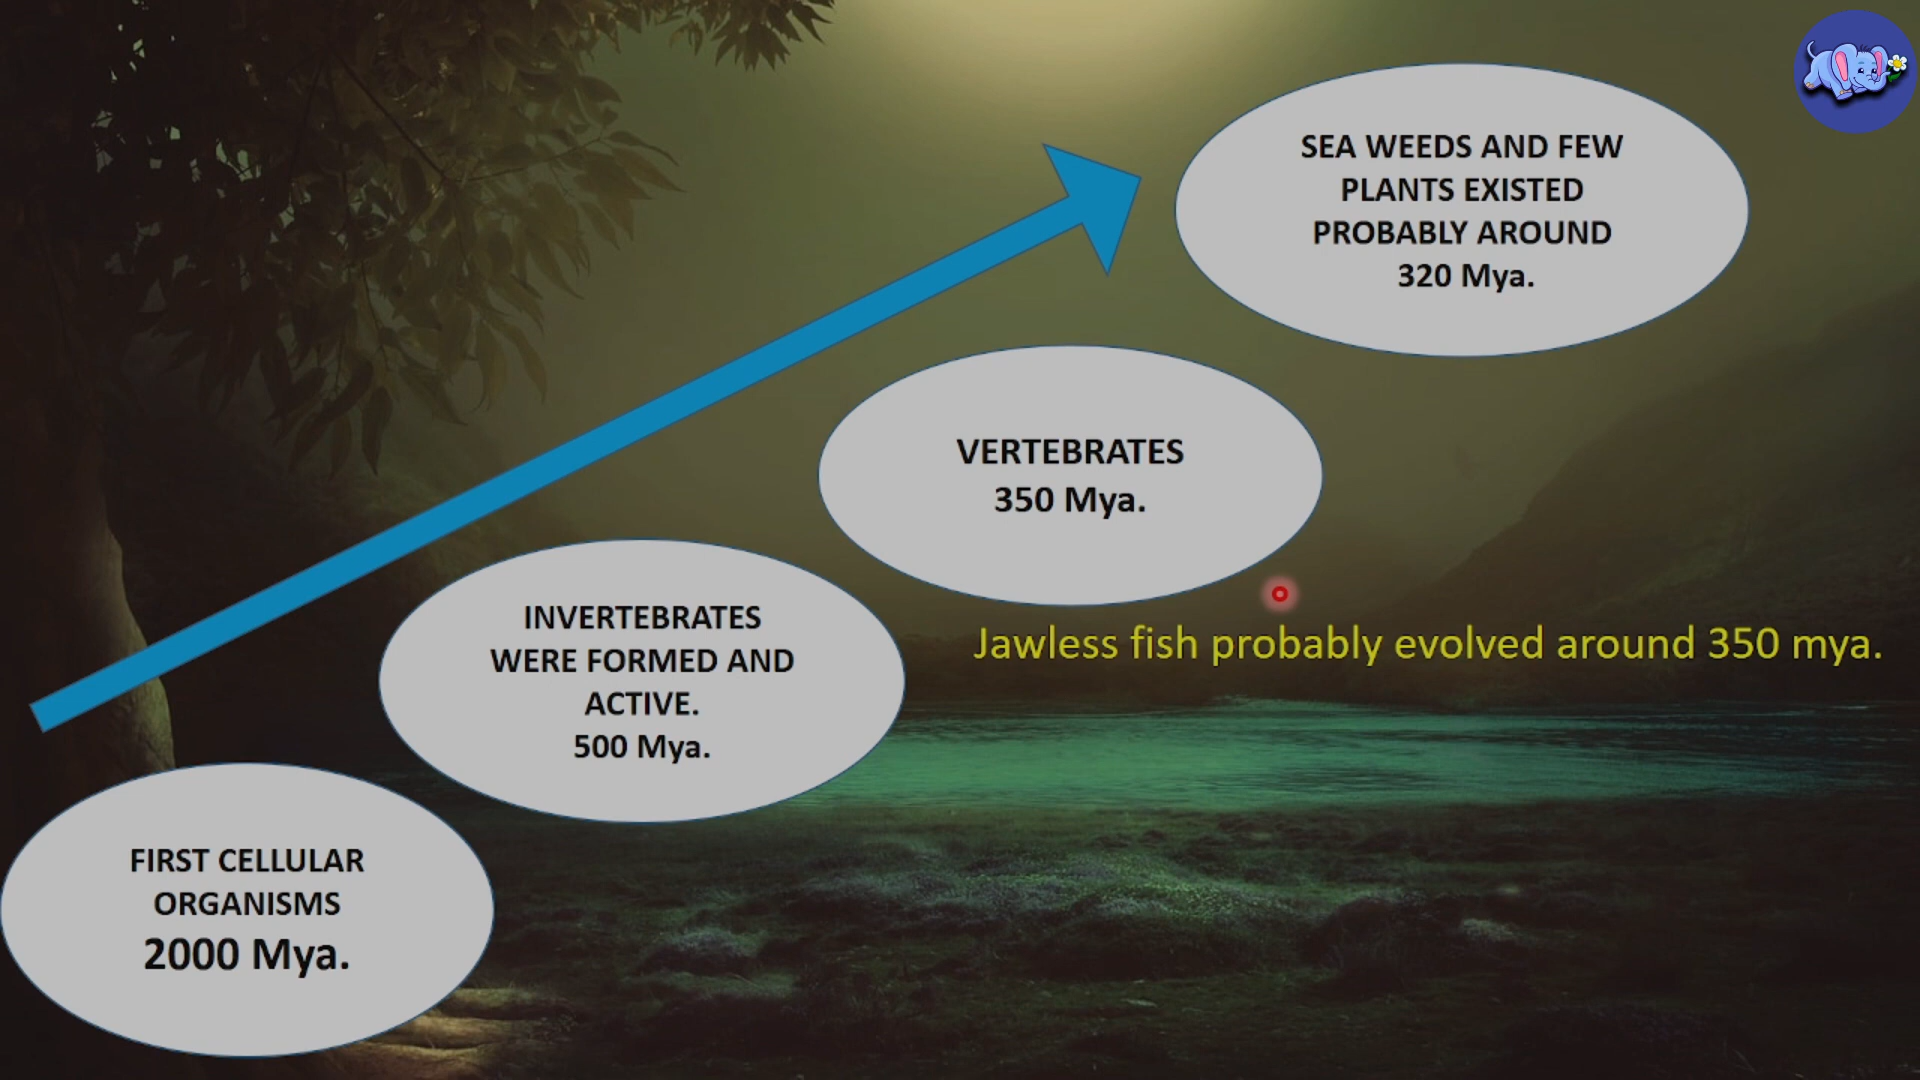 SEA WEEDS AND FEW
PLANTS EXISTED
PROBABLY AROUND
320 Mya.
VERTEBRATES
350 Mya.
Jawless fish probably evolved around 350 mya.
INVERTEBRATES
WERE FORMED AND
ACTIVE.
500 Mya.
FIRST CELLULAR
ORGANISMS
2000 Mya.